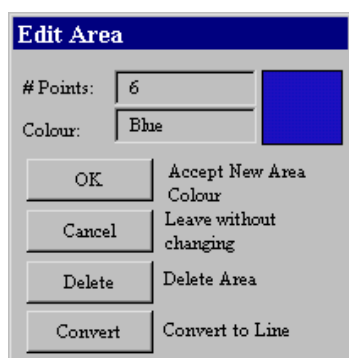 Edit Area
# Points: 6
Colour: Blue
OK Accept New Area
Colour
Cancel Leave without
changing
Delete Delete Area
Convert Convert to Line